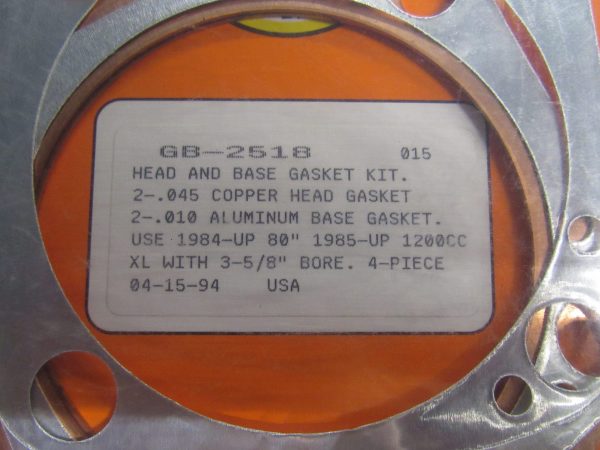 GB-2518 015
HEAD AND BASE GASKET KIT.
2-.045 COPPER HEAD GASKET
2-.010 ALUMINUM BASE GASKET.
USE 1984-UP 80" 1985-UP 1200CC
XL WITH 3-5/8" BORE. 4-PIECE
04-15-94 USA